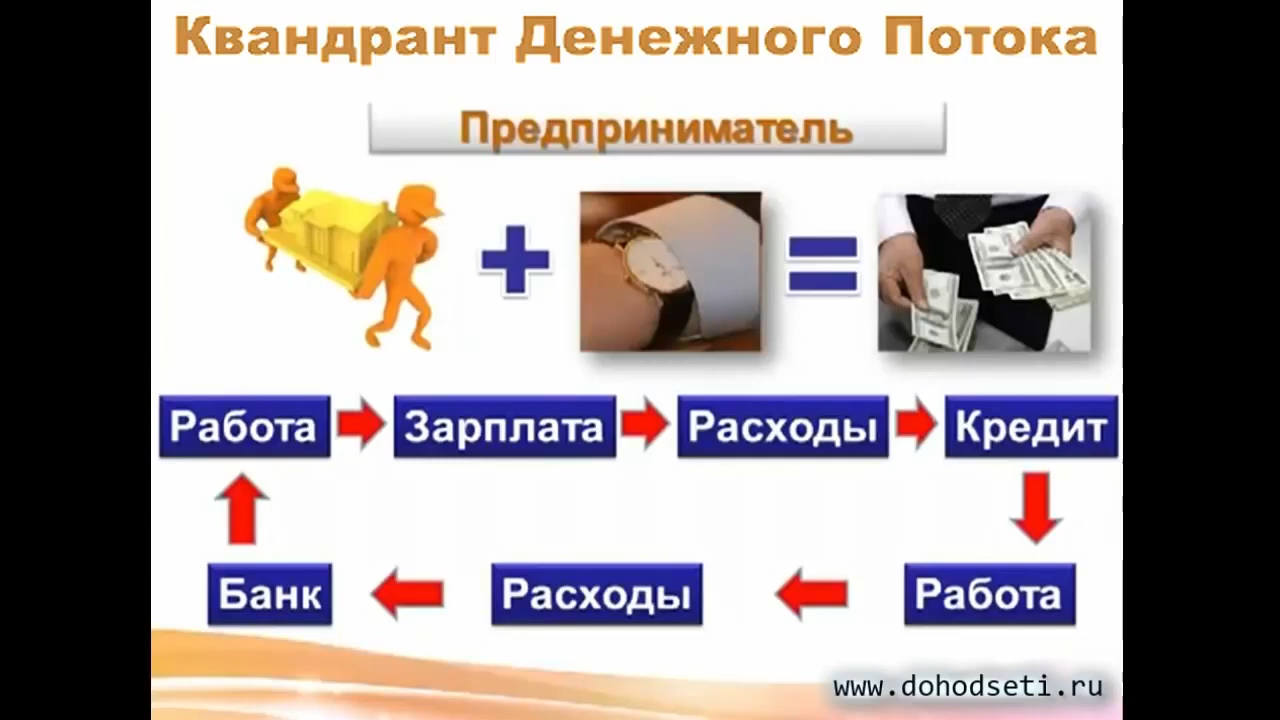 Квандрант Денежного Потока
Предприниматель
Работа
Зарплата
Расходы
Кредит
Банк
Расходы
Работа
www.dohodseti.ru